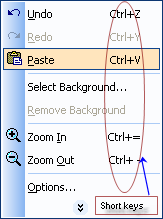 Undo Ctrl+Z
Redo Ctrl+Y
Paste Ctrl+V
Select Background...
Remove Background
Zoom In Ctrl+=
Zoom Out Ctrl+-
Options...
Short keys